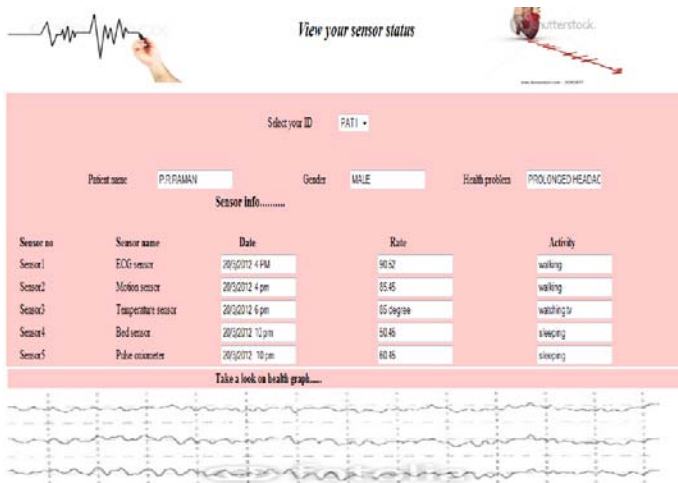 View your sensor status
shutterstock
Select your ID PAT1
Patient name P.R.RAMAN Gender MALE Health problem PROLONGED HEADAC
Sensor info..........
Sensor no Sensor name Date Rate Activity
Sensor1 ECG sensor 20/3/2012 4 PM 90.52 walking
Sensor2 Motion sensor 20/3/2012 4 pm 85.45 walking
Sensor3 Temperature sensor 20/3/2012 6 pm 85 degree watching tv
Sensor4 Bed sensor 20/3/2012 10 pm 50.45 sleeping
Sensor5 Pulse oximeter 20/3/2012 10 pm 60.45 sleeping
Take a look on health graph......